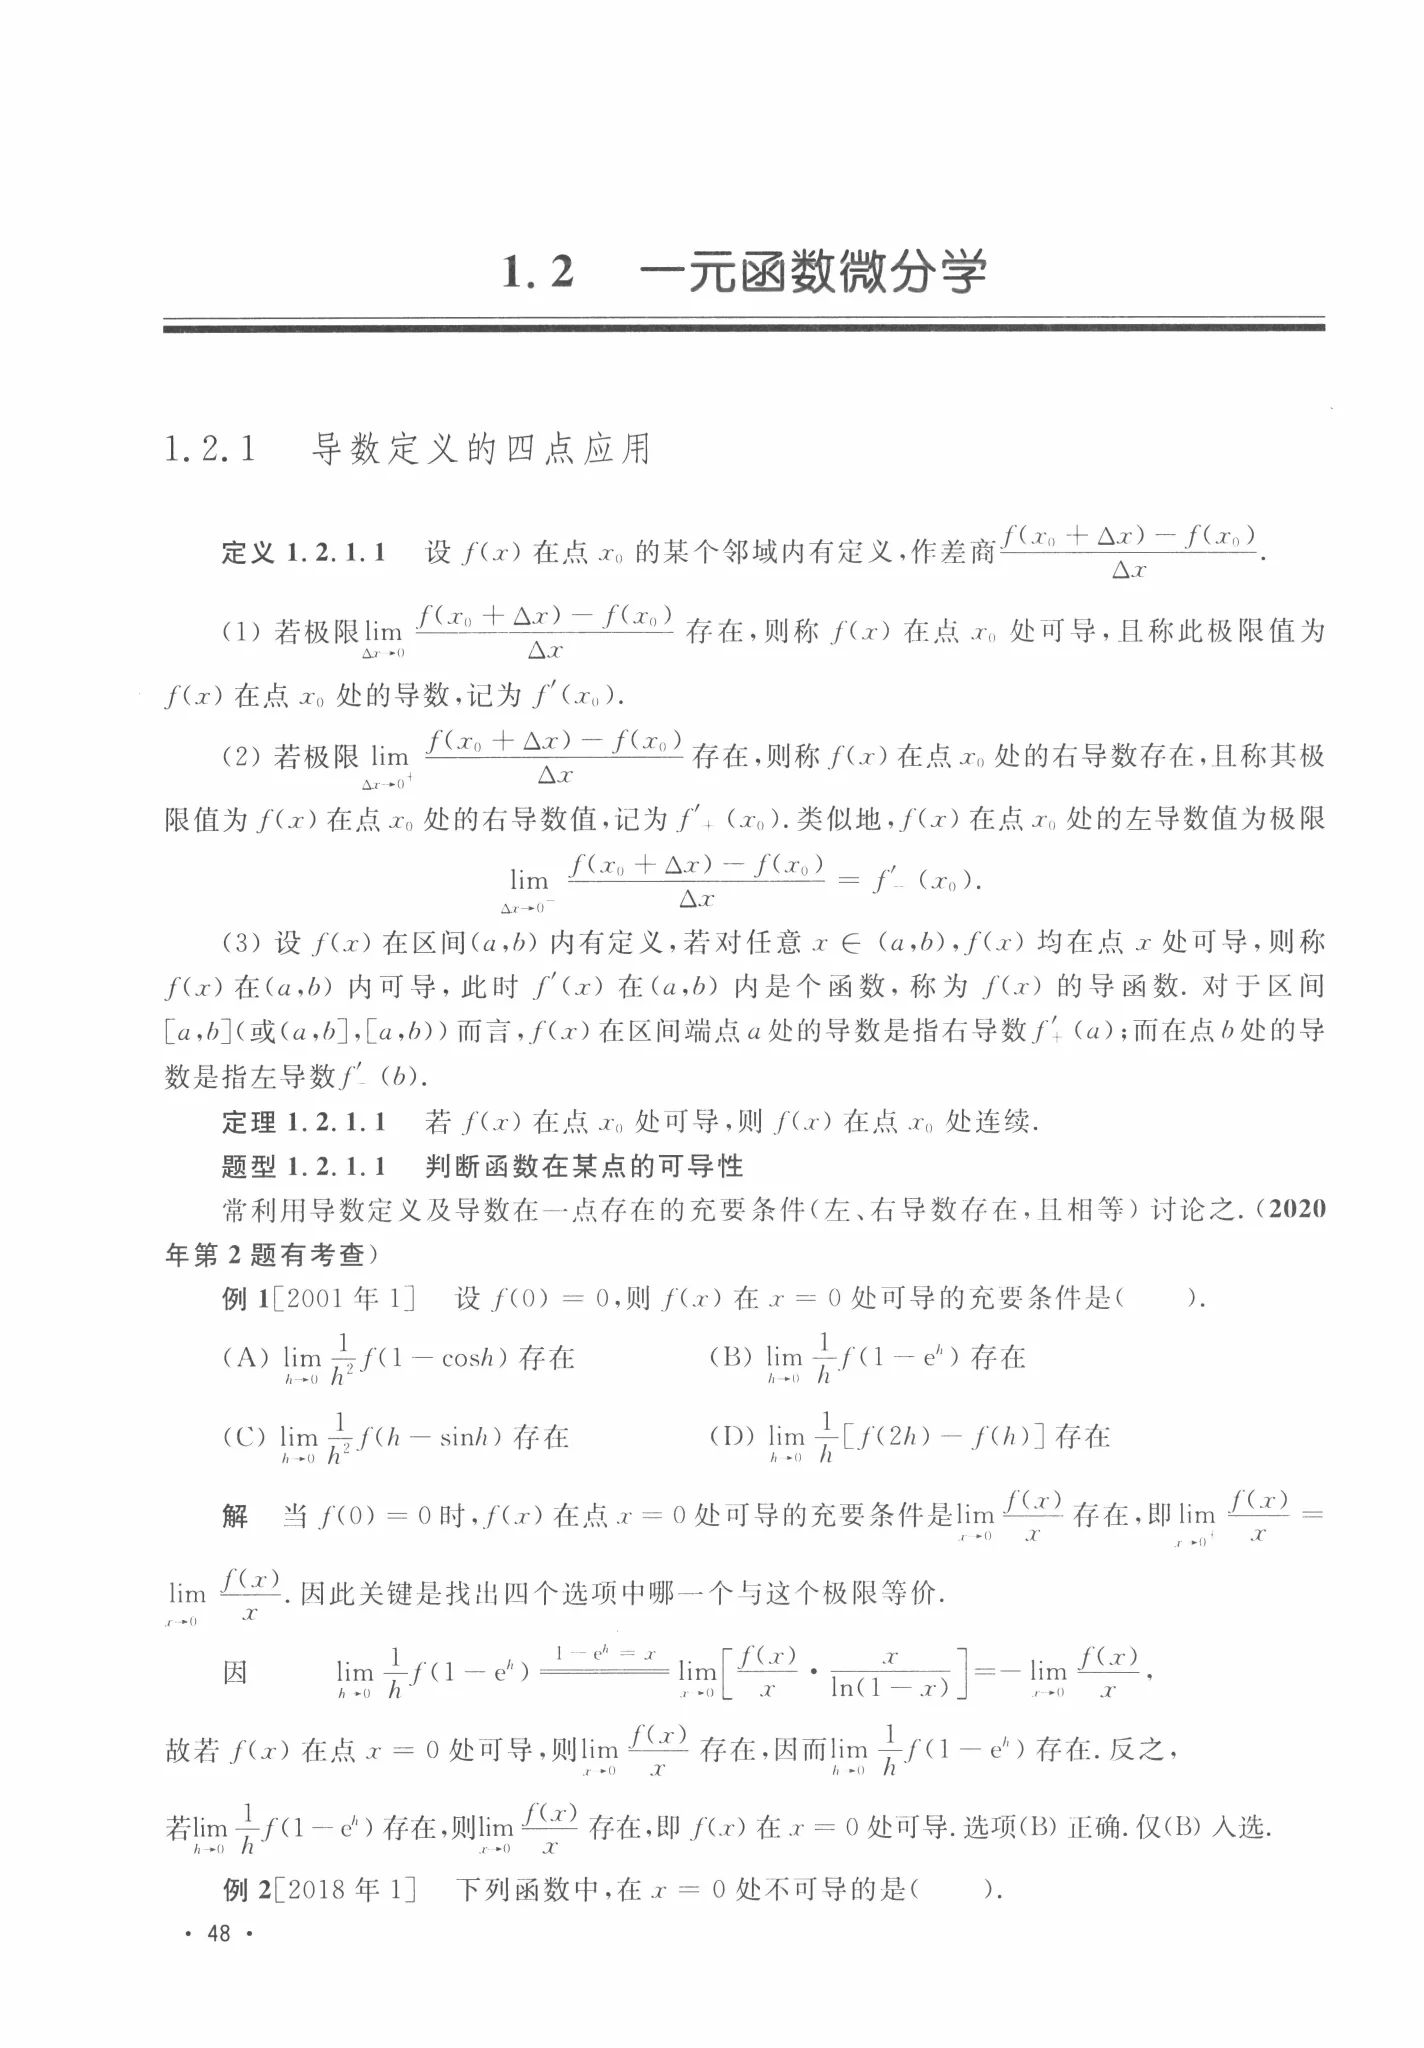 1.2 一元函数微分学
1.2.1 导数定义的四点应用
定义 1.2.1.1 设 f(x) 在点 x₀ 的某个邻域内有定义,作差商 $\frac{f(x_0+\Delta x)-f(x_0)}{\Delta x}$.
(1) 若极限 $\lim_{\Delta x\to 0}\frac{f(x_0+\Delta x)-f(x_0)}{\Delta x}$ 存在,则称 f(x) 在点 x₀ 处可导,且称此极限值为
f(x) 在点 x₀ 处的导数,记为 f′(x₀).
(2) 若极限 $\lim_{\Delta x\to 0^+}\frac{f(x_0+\Delta x)-f(x_0)}{\Delta x}$ 存在,则称 f(x) 在点 x₀ 处的右导数存在,且称其极
限值为 f(x) 在点 x₀ 处的右导数值,记为 f′₊(x₀).类似地,f(x) 在点 x₀ 处的左导数值为极限
$\lim_{\Delta x\to 0^-}\frac{f(x_0+\Delta x)-f(x_0)}{\Delta x}=f'_-(x_0)$.
(3) 设 f(x) 在区间(a,b) 内有定义,若对任意 x ∈ (a,b),f(x) 均在点 x 处可导,则称
f(x) 在(a,b) 内可导,此时 f′(x) 在(a,b) 内是个函数,称为 f(x) 的导函数. 对于区间
[a,b](或(a,b],[a,b)) 而言,f(x) 在区间端点 a 处的导数是指右导数 f′₊(a);而在点 b 处的导
数是指左导数 f′₋(b).
定理 1.2.1.1 若 f(x) 在点 x₀ 处可导,则 f(x) 在点 x₀ 处连续.
题型 1.2.1.1 判断函数在某点的可导性
常利用导数定义及导数在一点存在的充要条件(左、右导数存在,且相等) 讨论之.(2020
年第 2 题有考查)
例 1[2001 年 1] 设 f(0) = 0,则 f(x) 在 x = 0 处可导的充要条件是( ).
(A) $\lim_{h\to 0}\frac{1}{h^2}f(1-\cos h)$ 存在 (B) $\lim_{h\to 0}\frac{1}{h}f(1-e^h)$ 存在
(C) $\lim_{h\to 0}\frac{1}{h^2}f(h-\sin h)$ 存在 (D) $\lim_{h\to 0}\frac{1}{h}[f(2h)-f(h)]$ 存在
解 当 f(0) = 0 时,f(x) 在点 x = 0 处可导的充要条件是 $\lim_{x\to 0}\frac{f(x)}{x}$ 存在,即 $\lim_{x\to 0^+}\frac{f(x)}{x}=$
$\lim_{x\to 0}\frac{f(x)}{x}$.因此关键是找出四个选项中哪一个与这个极限等价.
因 $\lim_{h\to 0}\frac{1}{h}f(1-e^h)\xlongequal{1-e^h=x}\lim_{x\to 0}\left[\frac{f(x)}{x}\cdot\frac{x}{\ln(1-x)}\right]=-\lim_{x\to 0}\frac{f(x)}{x}$,
故若 f(x) 在点 x = 0 处可导,则 $\lim_{x\to 0}\frac{f(x)}{x}$ 存在,因而 $\lim_{h\to 0}\frac{1}{h}f(1-e^h)$ 存在. 反之,
若 $\lim_{h\to 0}\frac{1}{h}f(1-e^h)$ 存在,则 $\lim_{x\to 0}\frac{f(x)}{x}$ 存在,即 f(x) 在 x = 0 处可导. 选项(B) 正确. 仅(B) 入选.
例 2[2018 年 1] 下列函数中,在 x = 0 处不可导的是( ).
· 48 ·